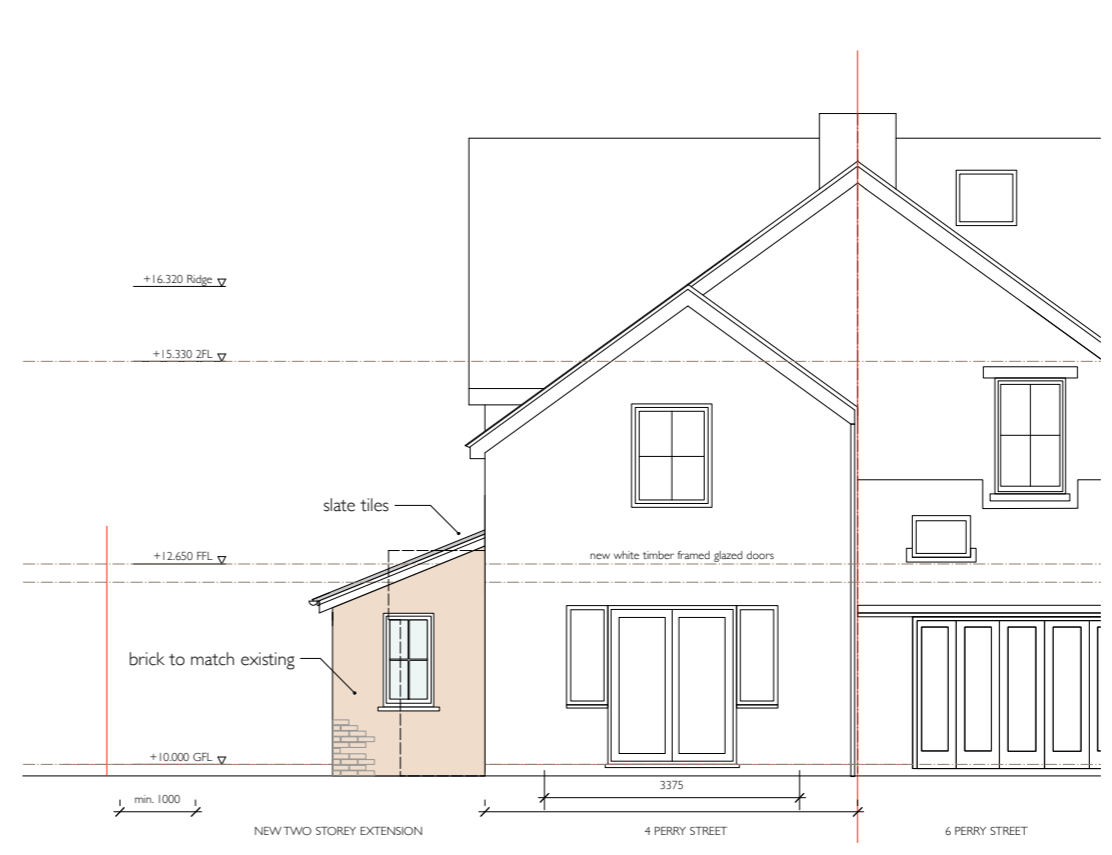 +16.320 Ridge
+15.330 2FL
slate tiles
+12.650 FFL
new white timber framed glazed doors
brick to match existing
+10.000 GFL
3375
min. 1000
NEW TWO STOREY EXTENSION
4 PERRY STREET
6 PERRY STREET